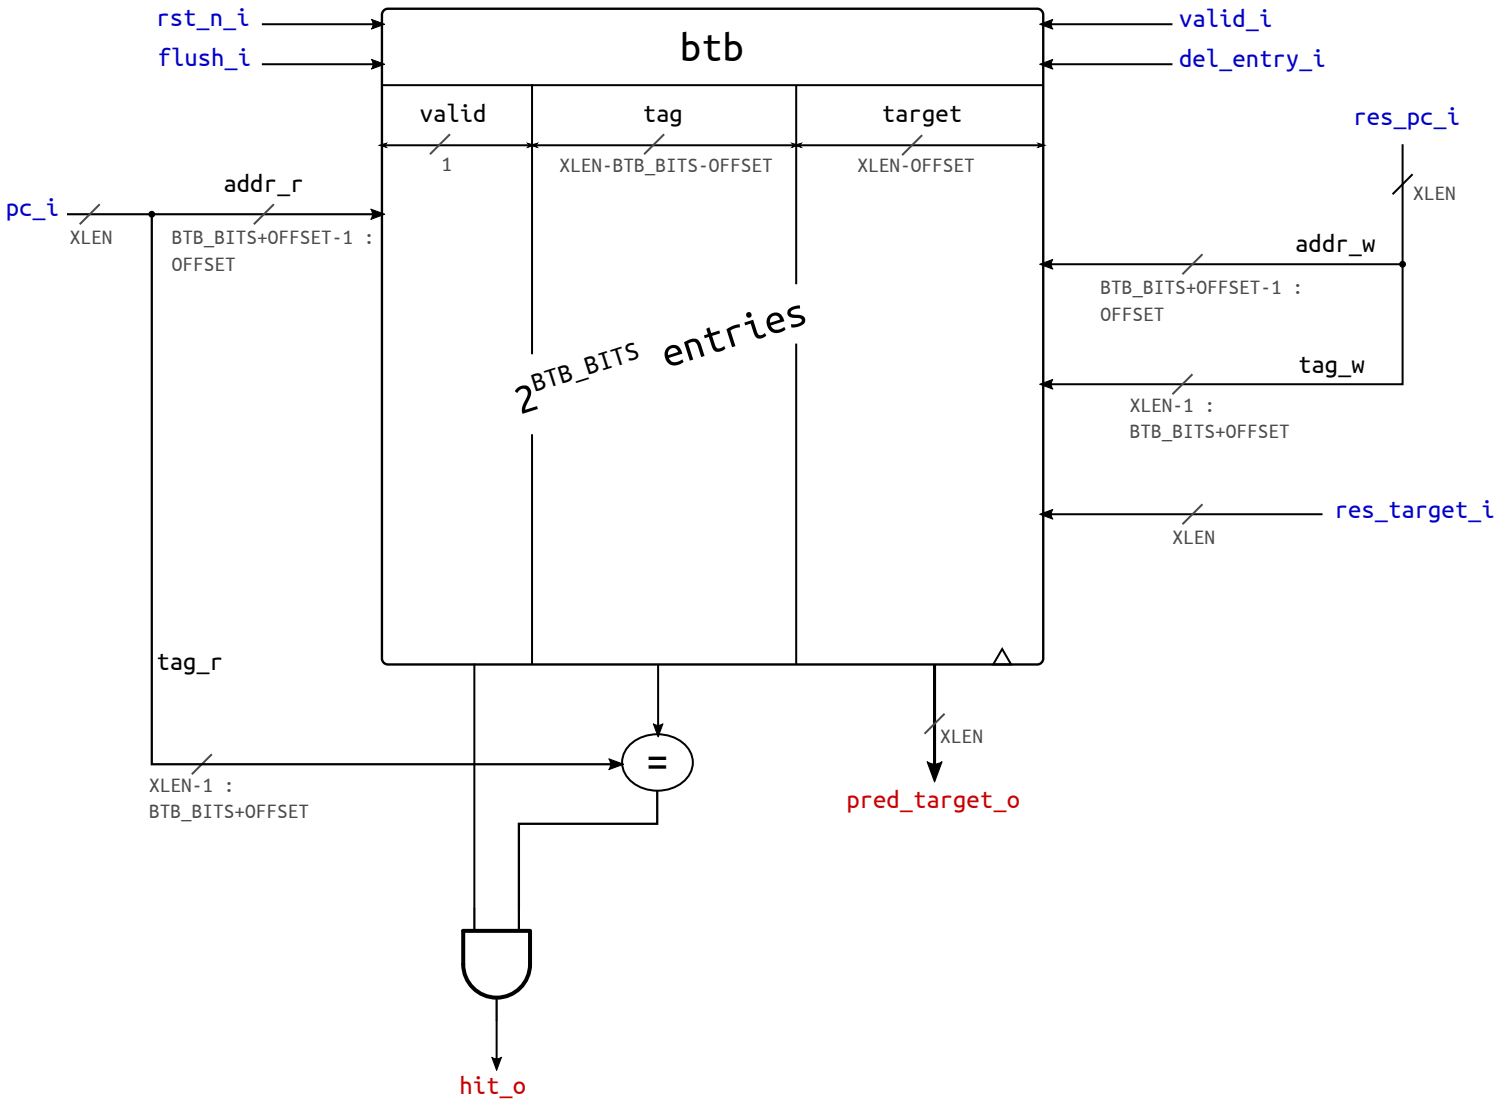 rst_n_i
valid_i
btb
flush_i
del_entry_i
valid
tag
target
res_pc_i
1
XLEN-BTB_BITS-OFFSET
XLEN-OFFSET
addr_r
XLEN
pc_i
XLEN
BTB_BITS+OFFSET-1 :
OFFSET
addr_w
BTB_BITS+OFFSET-1 :
OFFSET
2^BTB_BITS entries
tag_w
XLEN-1 :
BTB_BITS+OFFSET
res_target_i
XLEN
tag_r
XLEN
=
XLEN-1 :
BTB_BITS+OFFSET
pred_target_o
hit_o